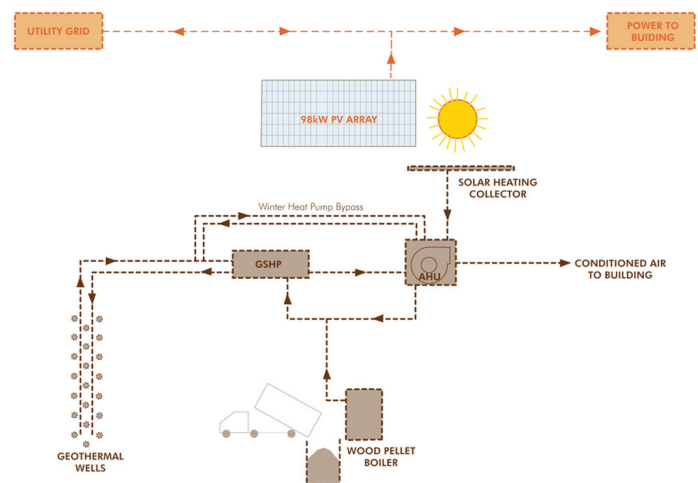 UTILITY GRID
POWER TO
BUIDING
98kW PV ARRAY
SOLAR HEATING
COLLECTOR
Winter Heat Pump Bypass
GSHP
AHU
CONDITIONED AIR
TO BUILDING
GEOTHERMAL
WELLS
WOOD PELLET
BOILER